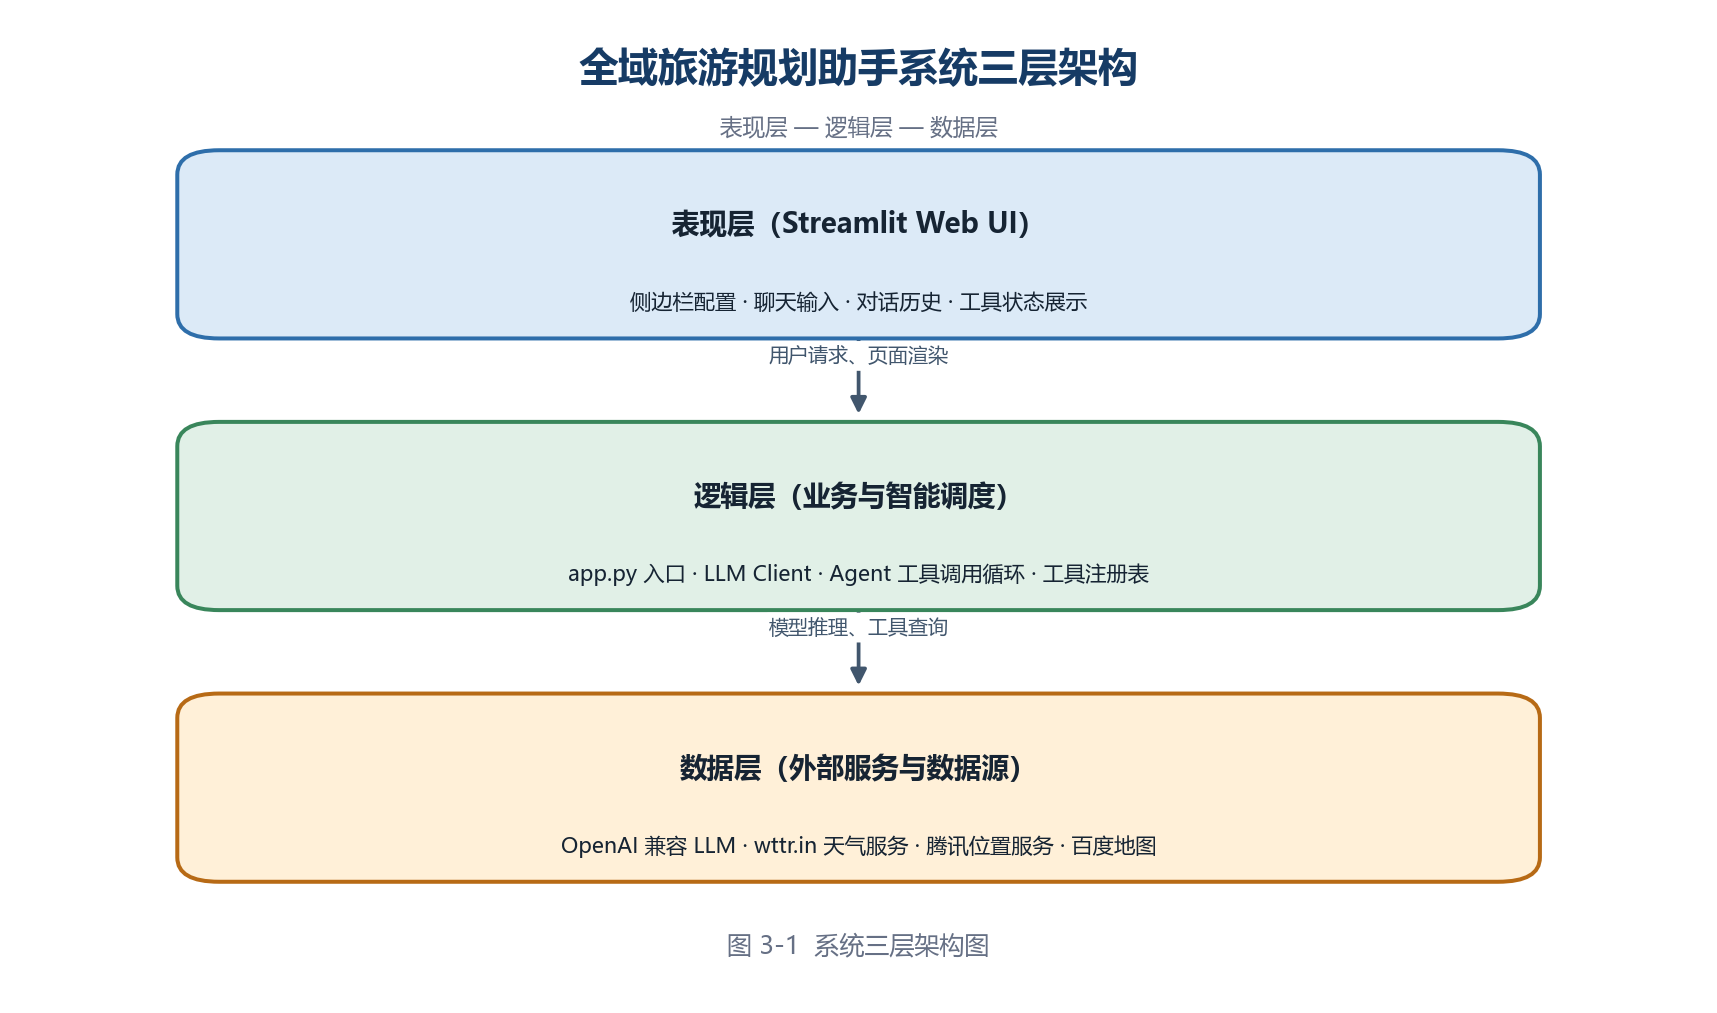 全域旅游规划助手系统三层架构
表现层 — 逻辑层 — 数据层
表现层（Streamlit Web UI）
侧边栏配置 · 聊天输入 · 对话历史 · 工具状态展示
用户请求、页面渲染
逻辑层（业务与智能调度）
app.py 入口 · LLM Client · Agent 工具调用循环 · 工具注册表
模型推理、工具查询
数据层（外部服务与数据源）
OpenAI 兼容 LLM · wttr.in 天气服务 · 腾讯位置服务 · 百度地图
图 3-1 系统三层架构图